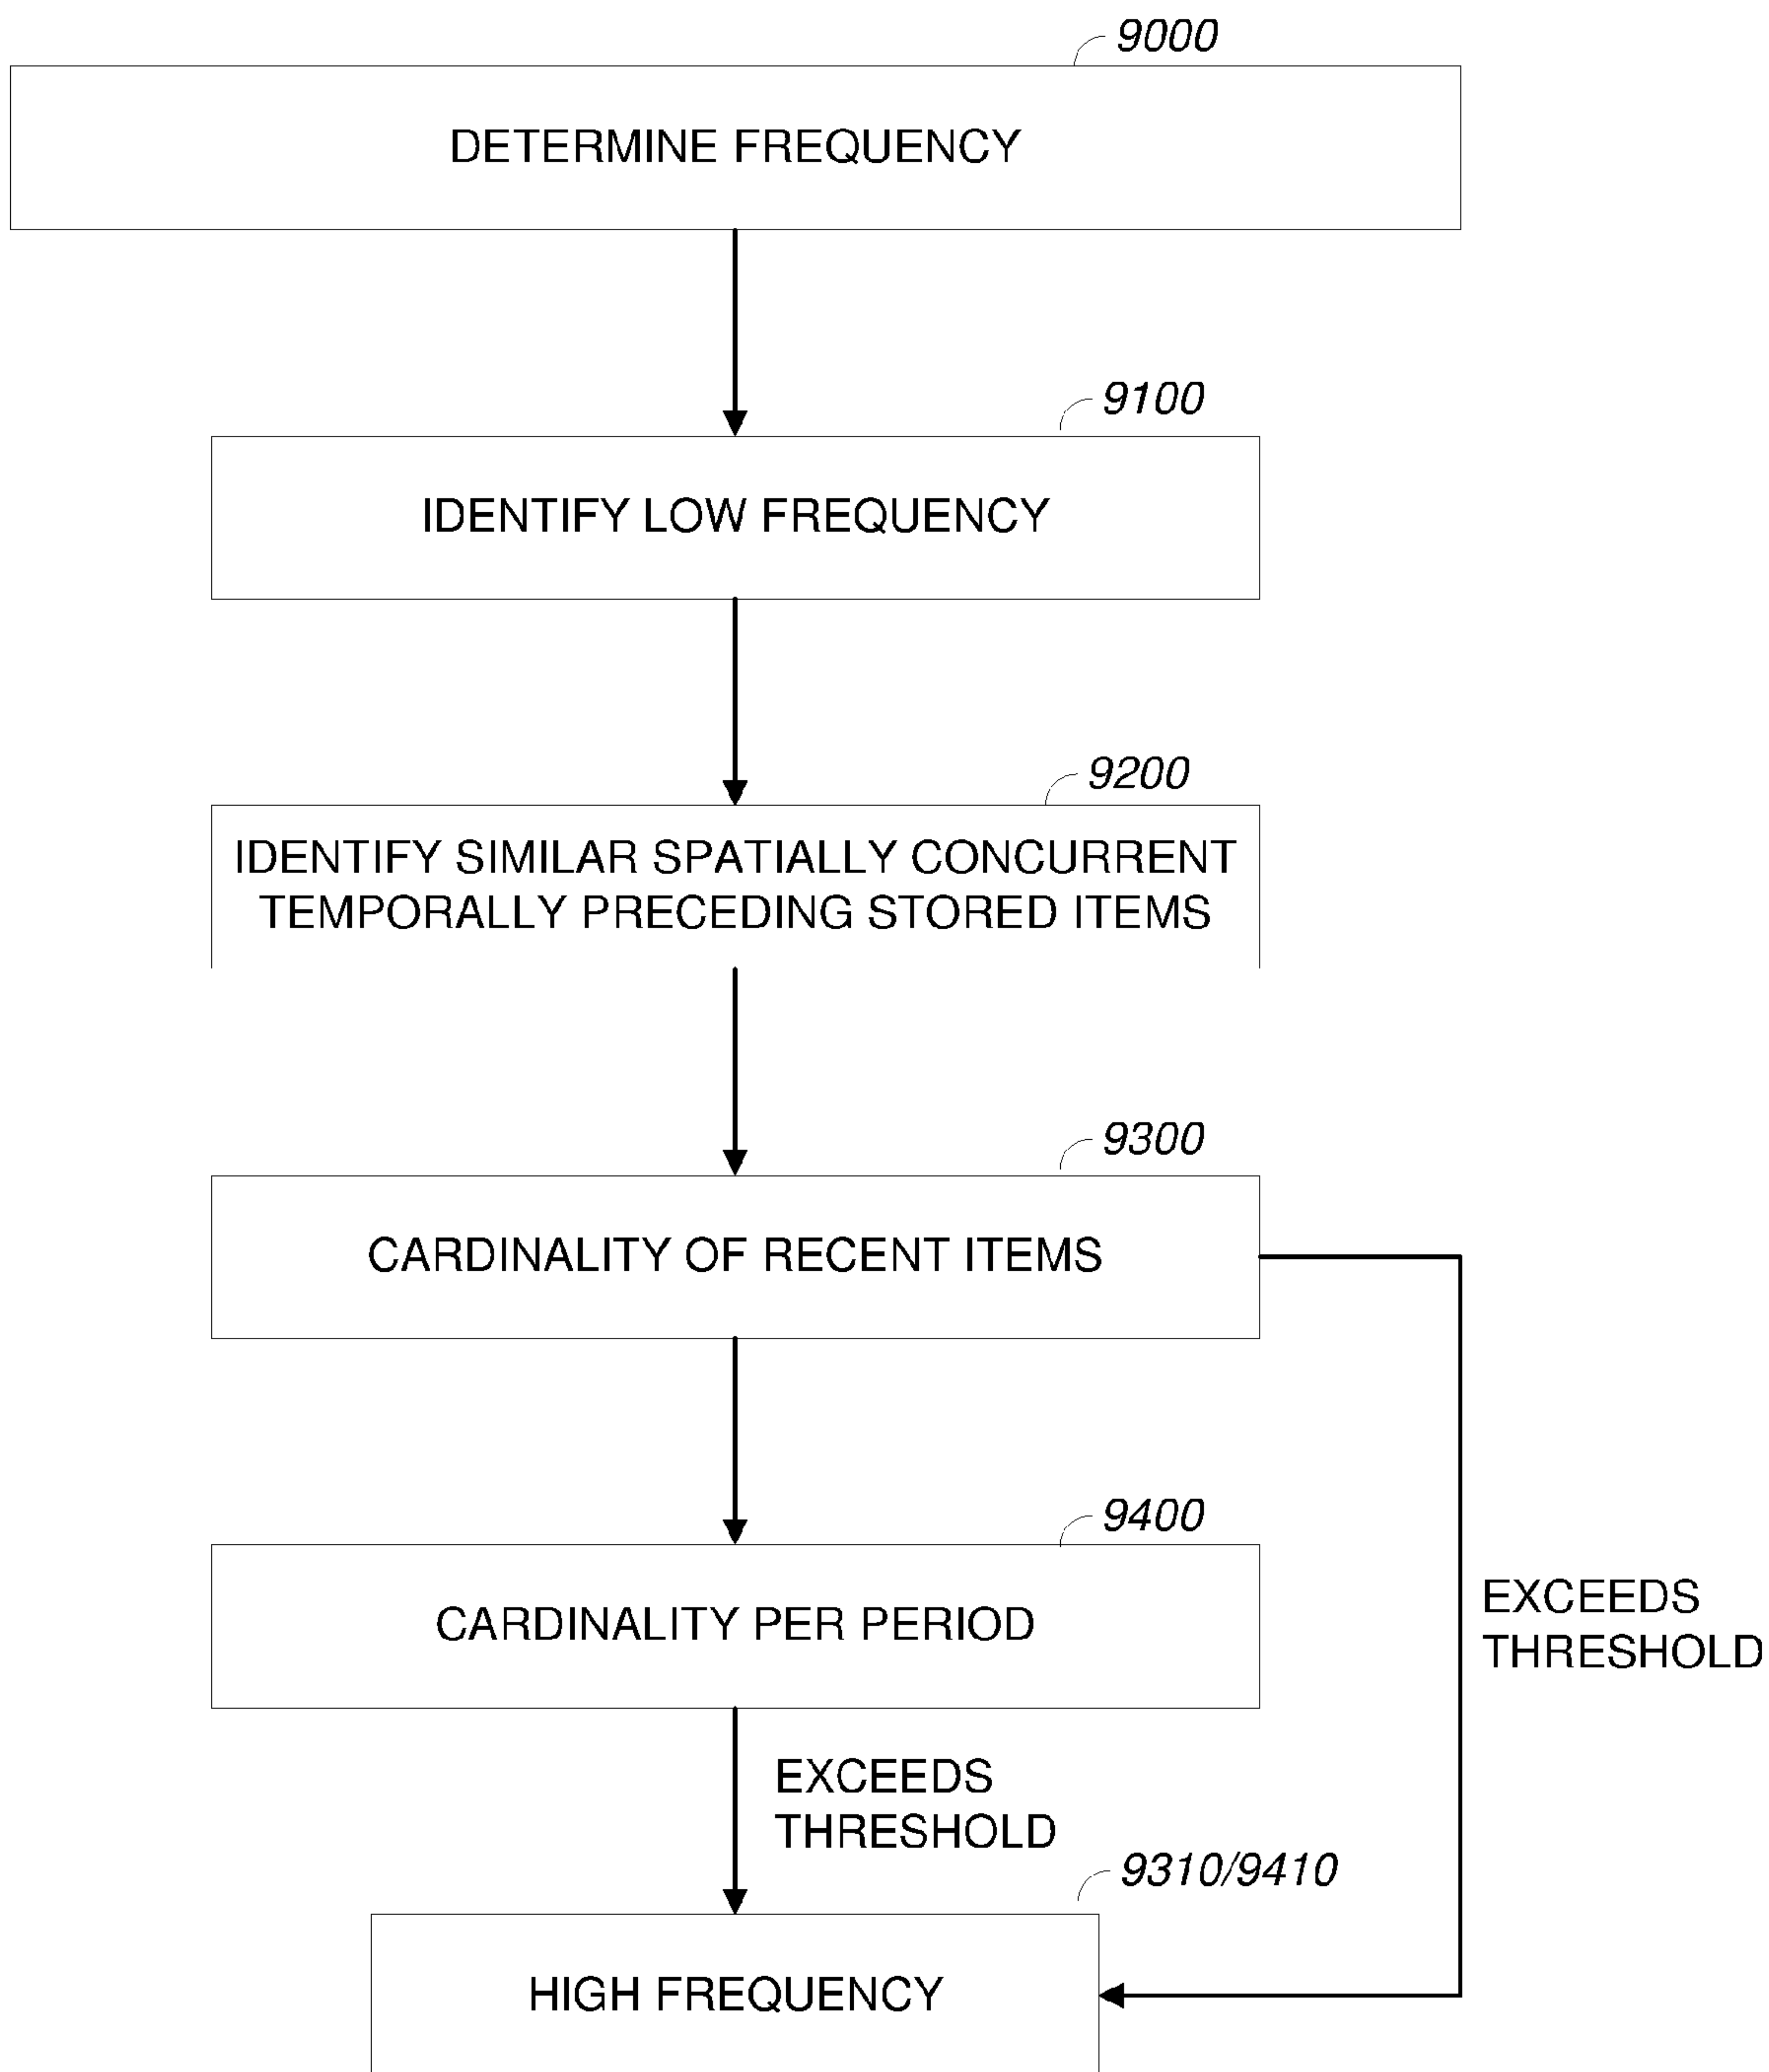 9000
DETERMINE FREQUENCY
9100
IDENTIFY LOW FREQUENCY
9200
IDENTIFY SIMILAR SPATIALLY CONCURRENT
TEMPORALLY PRECEDING STORED ITEMS
9300
CARDINALITY OF RECENT ITEMS
9400
CARDINALITY PER PERIOD
EXCEEDS
THRESHOLD
EXCEEDS
THRESHOLD
9310/9410
HIGH FREQUENCY